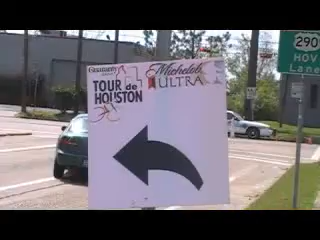 TOUR
de
HOUSTON
Michelob
ULTRA
290
HOV
Lane